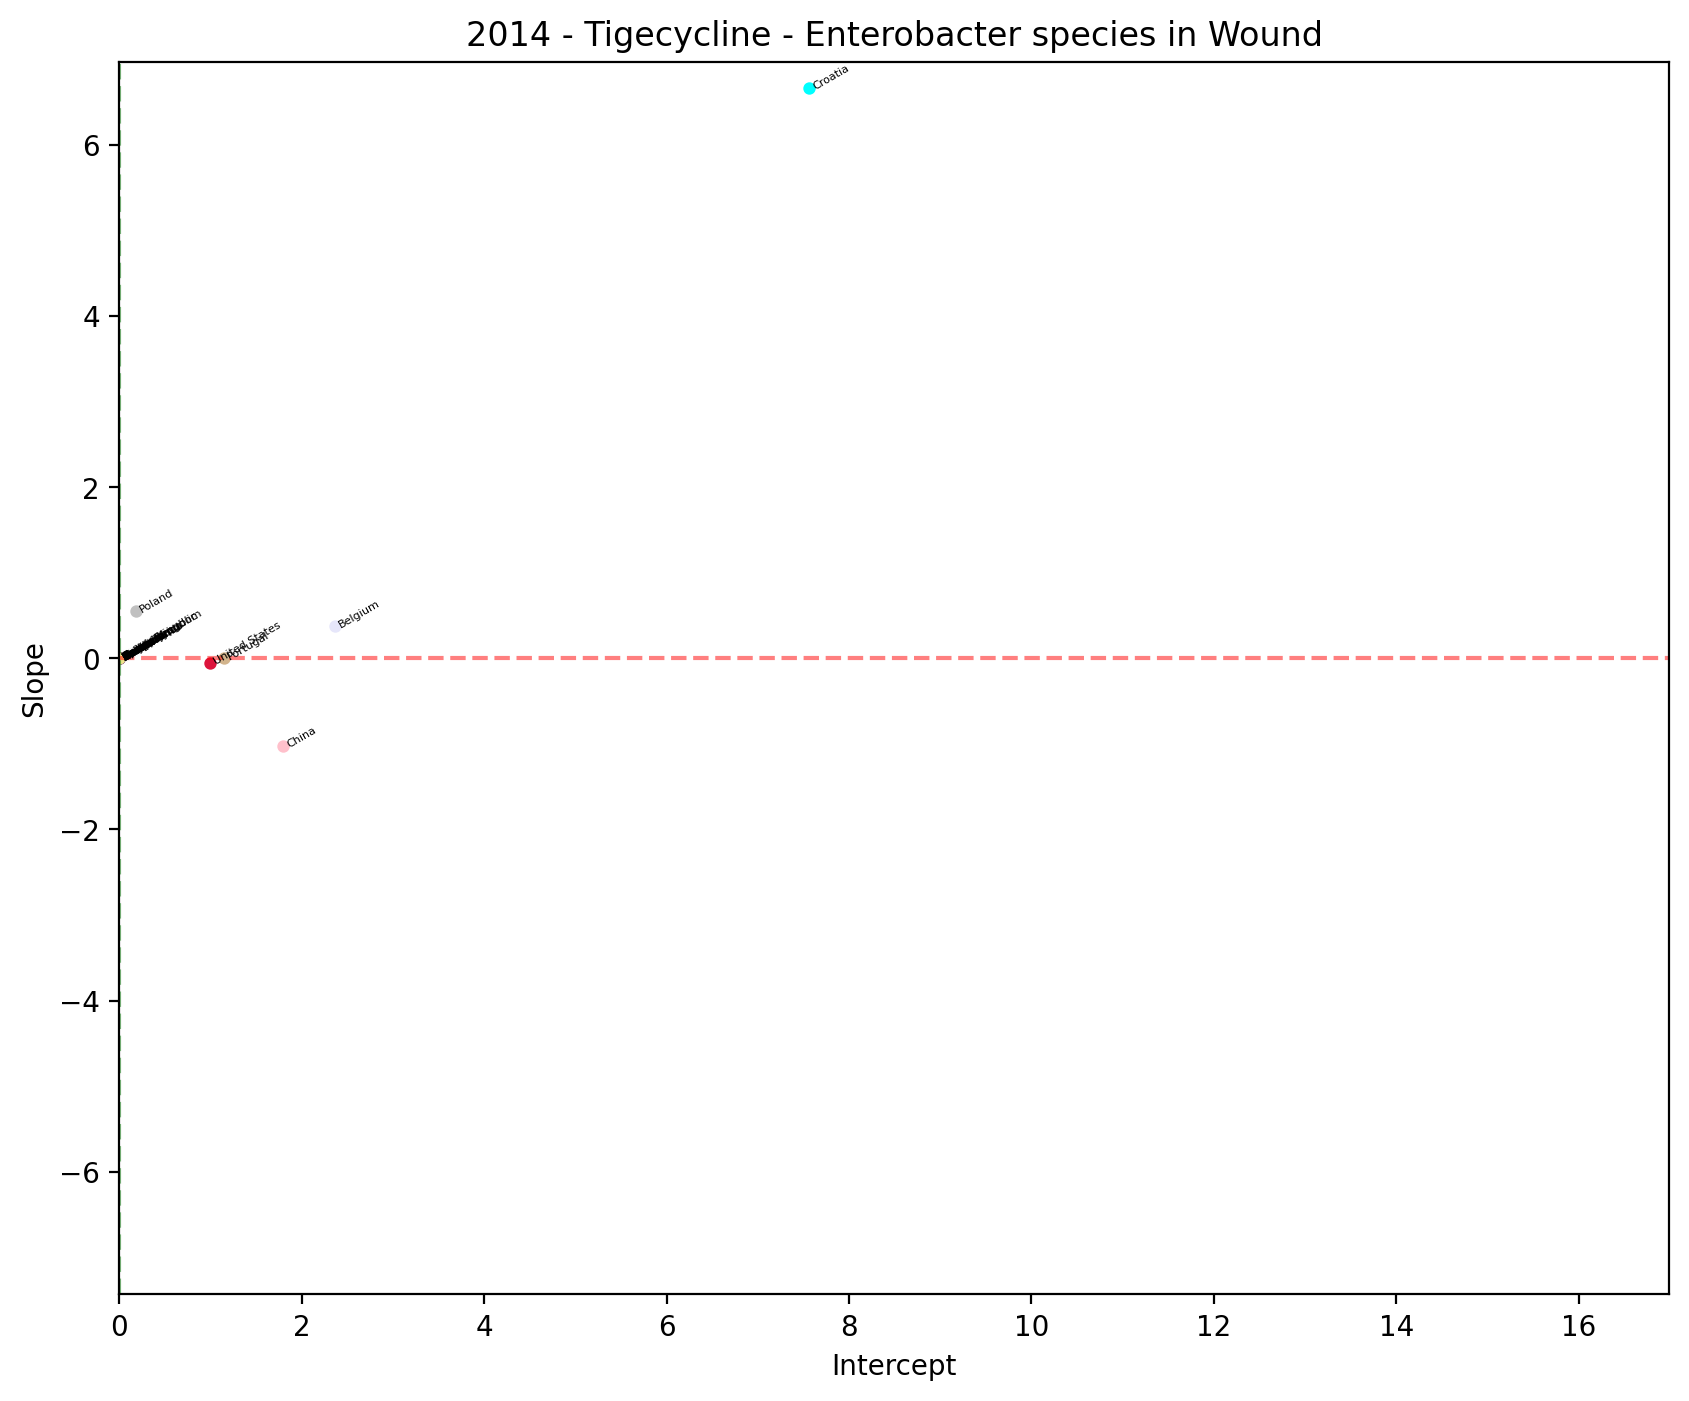 2014 - Tigecycline - Enterobacter species in Wound
Croatia
6
4
2
Poland
Belgium
United States
Portugal
0
China
−2
−4
−6
Slope
0 2 4 6 8 10 12 14 16
Intercept